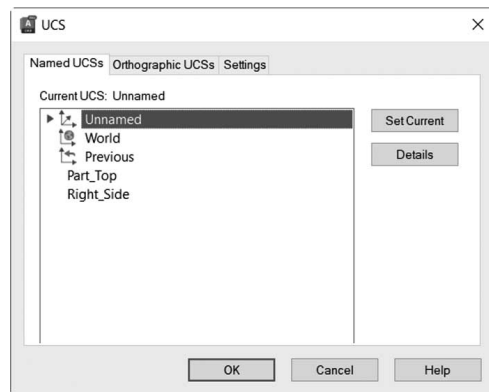 UCS
Named UCSs Orthographic UCSs Settings
Current UCS: Unnamed
Unnamed
World
Previous
Part_Top
Right_Side
Set Current
Details
OK Cancel Help